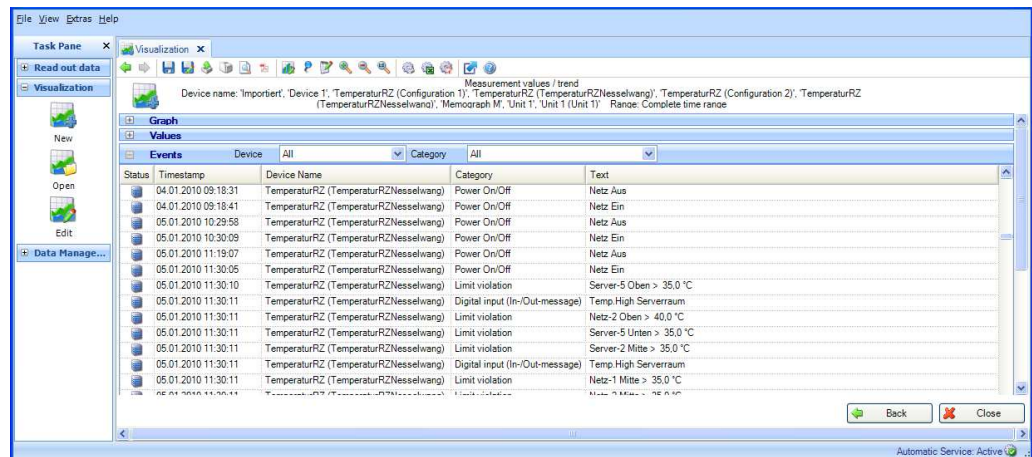 File View Extras Help
Task Pane X
Read out data
Visualization
New
Open
Edit
Data Manage...
Visualization X
Measurement values / trend
Device name: 'Importiert', 'Device 1', 'TemperaturRZ (Configuration 1)', 'TemperaturRZ (TemperaturRZNesselwang)', 'TemperaturRZ (Configuration 2)', 'TemperaturRZ
(TemperaturRZNesselwang)', 'Memograph M', 'Unit 1', 'Unit 1 (Unit 1)' Range: Complete time range
Graph
Values
Events Device All Category All
Status Timestamp Device Name Category Text
04.01.2010 09:18:31 TemperaturRZ (TemperaturRZNesselwang) Power On/Off Netz Aus
04.01.2010 09:18:41 TemperaturRZ (TemperaturRZNesselwang) Power On/Off Netz Ein
05.01.2010 10:29:58 TemperaturRZ (TemperaturRZNesselwang) Power On/Off Netz Aus
05.01.2010 10:30:09 TemperaturRZ (TemperaturRZNesselwang) Power On/Off Netz Ein
05.01.2010 11:19:07 TemperaturRZ (TemperaturRZNesselwang) Power On/Off Netz Aus
05.01.2010 11:30:05 TemperaturRZ (TemperaturRZNesselwang) Power On/Off Netz Ein
05.01.2010 11:30:10 TemperaturRZ (TemperaturRZNesselwang) Limit violation Server-5 Oben > 35,0 °C
05.01.2010 11:30:11 TemperaturRZ (TemperaturRZNesselwang) Digital input (In-/Out-message) Temp.High Serverraum
05.01.2010 11:30:11 TemperaturRZ (TemperaturRZNesselwang) Limit violation Netz-2 Oben > 40,0 °C
05.01.2010 11:30:11 TemperaturRZ (TemperaturRZNesselwang) Limit violation Server-5 Unten > 35,0 °C
05.01.2010 11:30:11 TemperaturRZ (TemperaturRZNesselwang) Limit violation Server-2 Mitte > 35,0 °C
05.01.2010 11:30:11 TemperaturRZ (TemperaturRZNesselwang) Digital input (In-/Out-message) Temp.High Serverraum
05.01.2010 11:30:11 TemperaturRZ (TemperaturRZNesselwang) Limit violation Netz-1 Mitte > 35,0 °C
Back Close
Automatic Service: Active